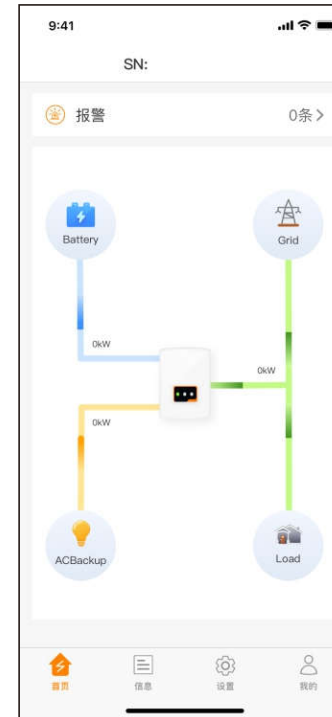 9:41
SN:
报警 0条
Battery Grid
0kW
0kW
0kW
ACBackup Load
首页 信息 设置 我的